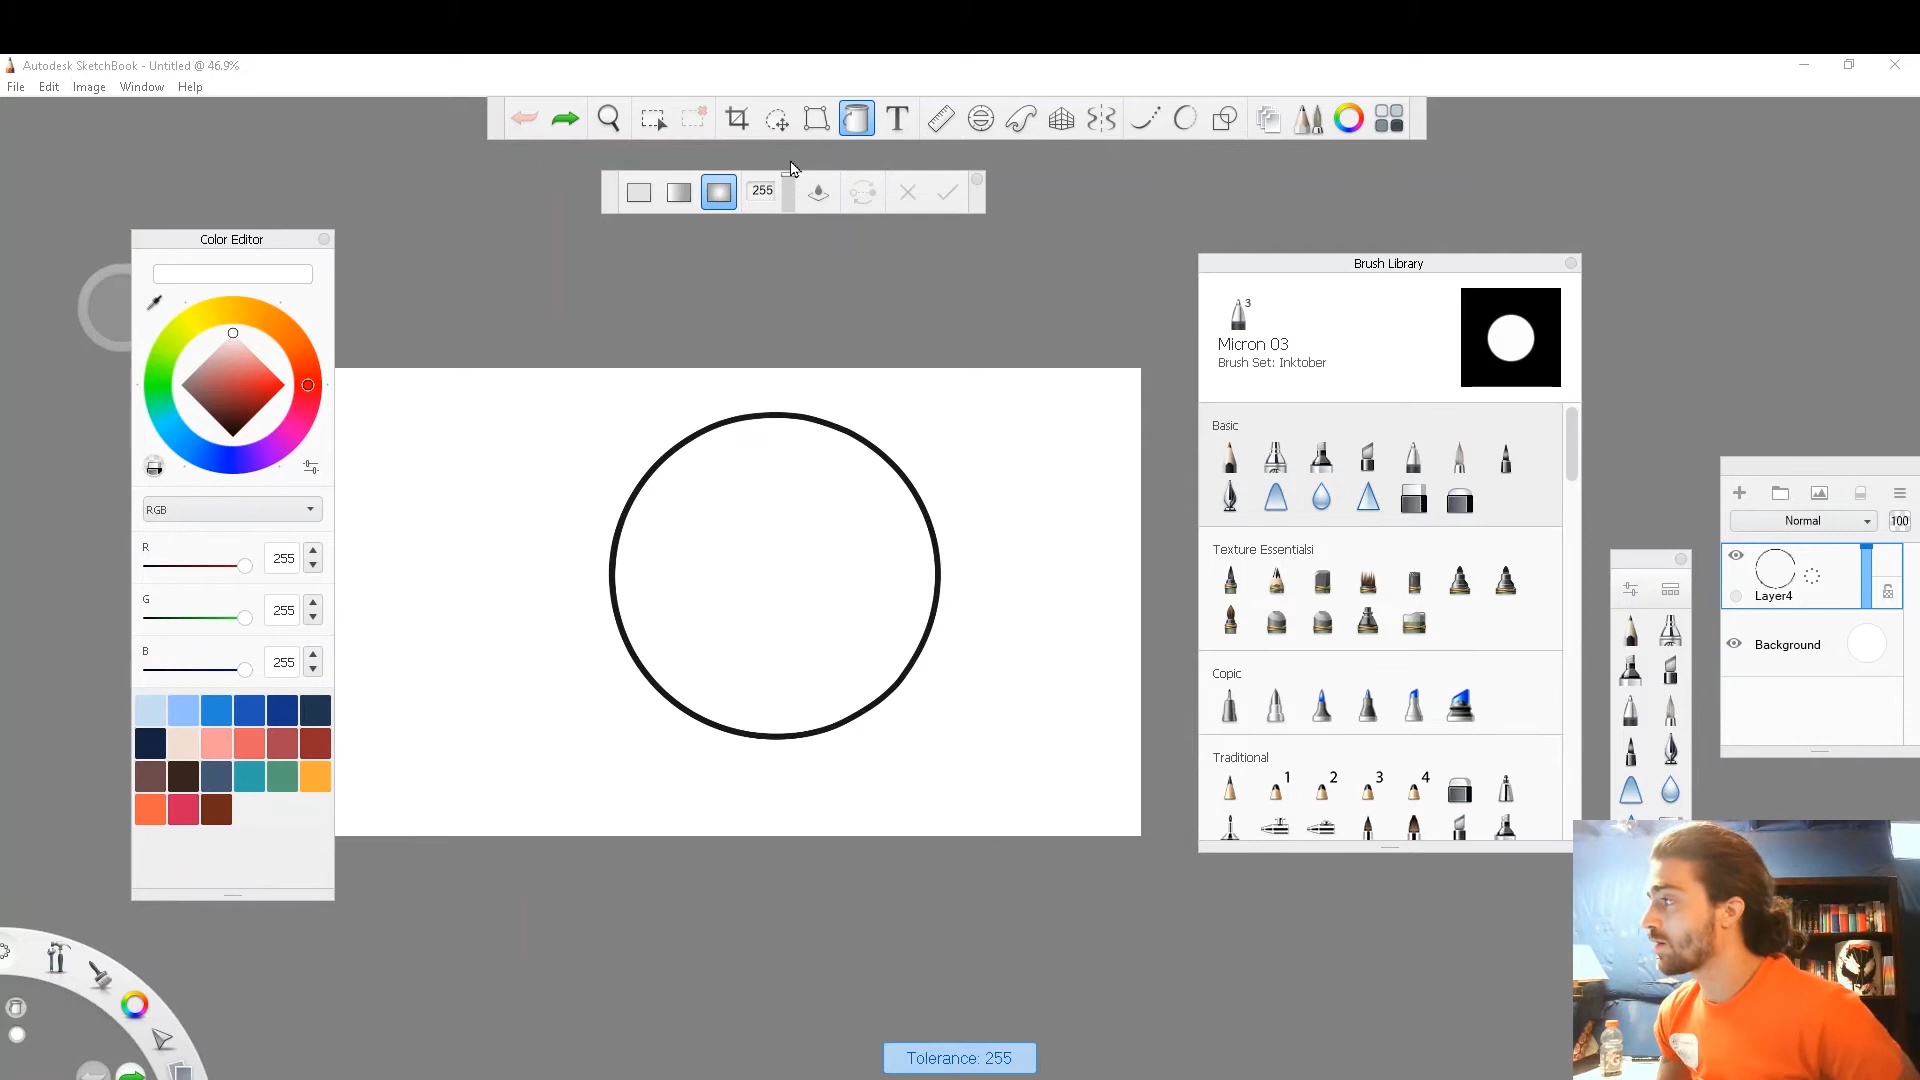 Autodesk SketchBook - Untitled @ 46.9%
File Edit Image Window Help
T
255
Color Editor
RGB
R 255
G 255
B 255
Brush Library
3
Micron 03
Brush Set: Inktober
Basic
Texture Essentialsi
Copic
Traditional
1 2 3 4
Normal 100
Layer4
Background
Tolerance: 255